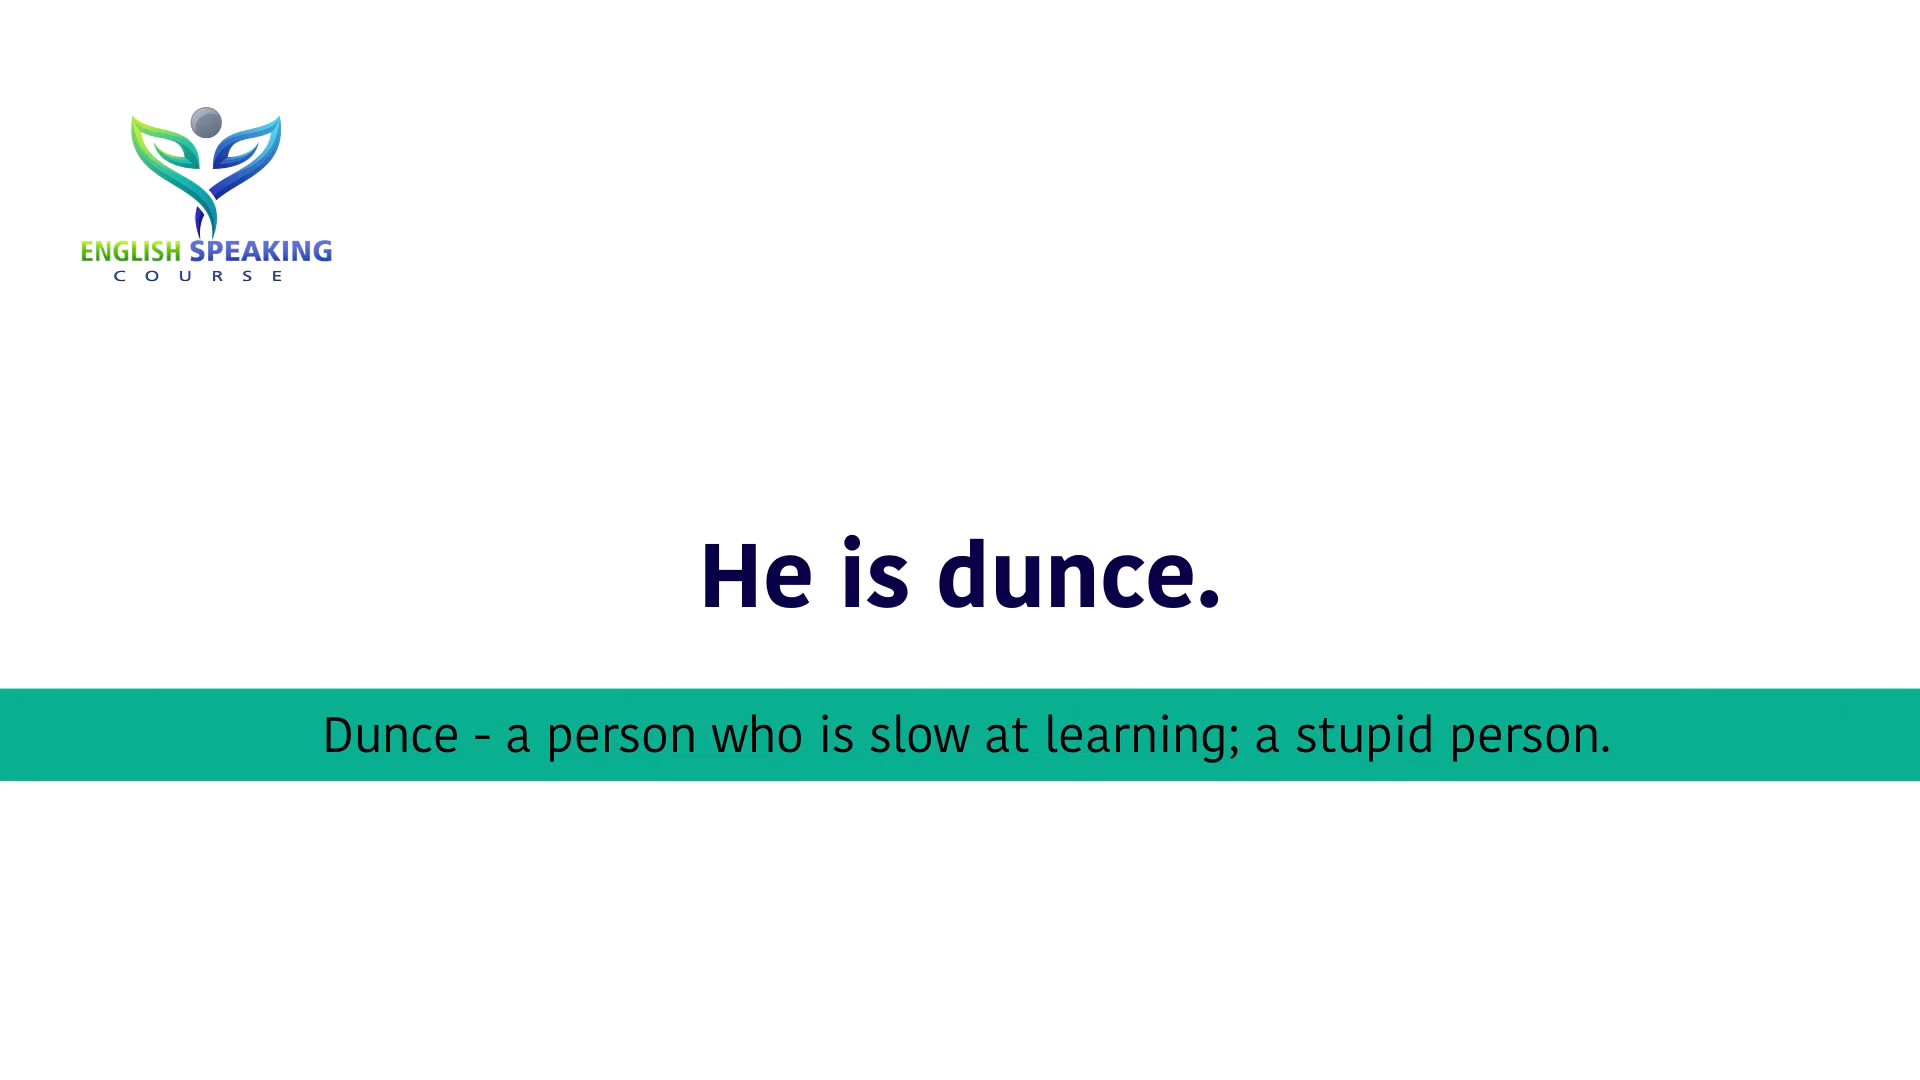 ENGLISH SPEAKING
COURSE
He is dunce.
Dunce - a person who is slow at learning; a stupid person.